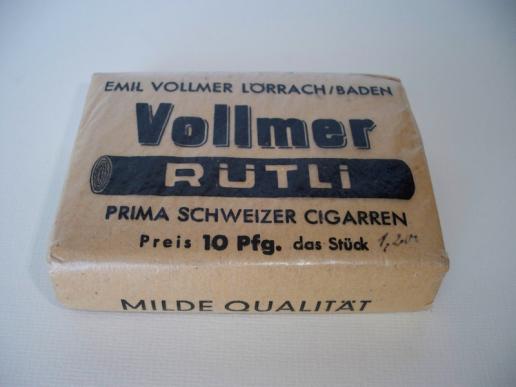 EMIL VOLLMER LÖRRACH/BADEN
Vollmer
RÜTLi
PRIMA SCHWEIZER CIGARREN
Preis 10 Pfg. das Stück
MILDE QUALITÄT